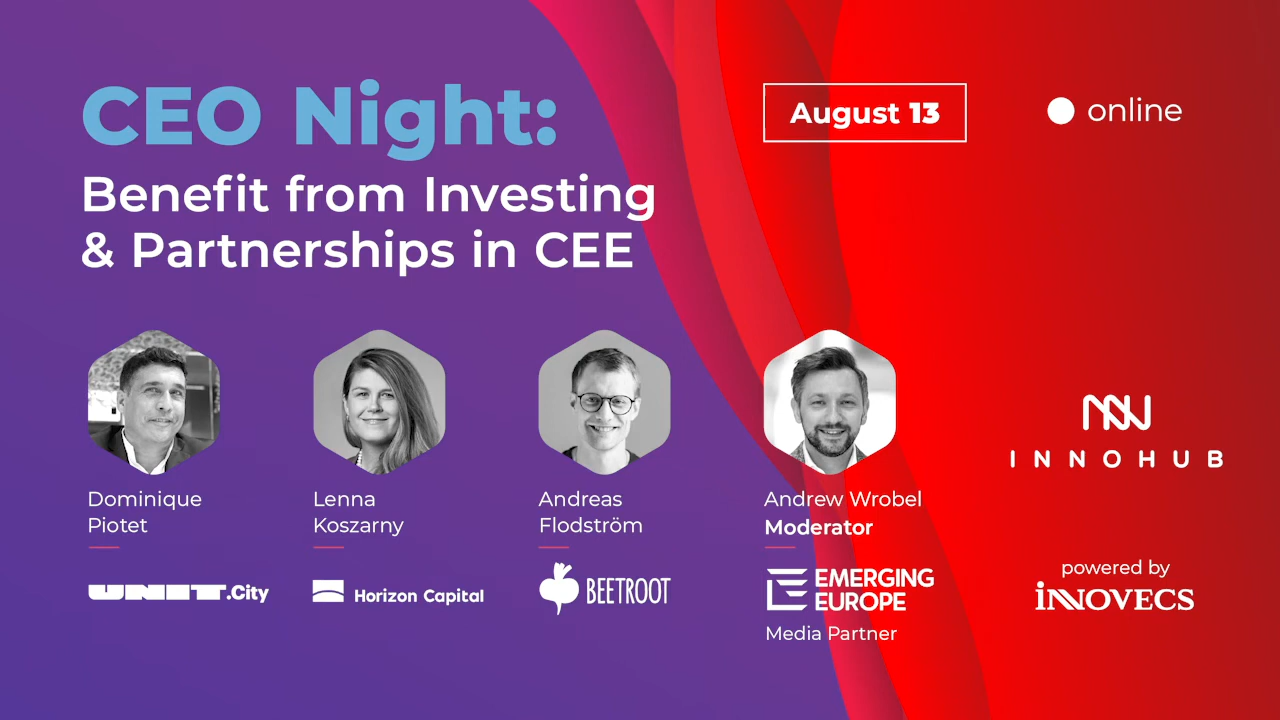 CEO Night:
Benefit from Investing
& Partnerships in CEE
August 13
online
Dominique
Piotet
UNIT.City
Lenna
Koszarny
Horizon Capital
Andreas
Flodström
BEETROOT
Andrew Wrobel
Moderator
EMERGING
EUROPE
Media Partner
INNOHUB
powered by
INNOVECS